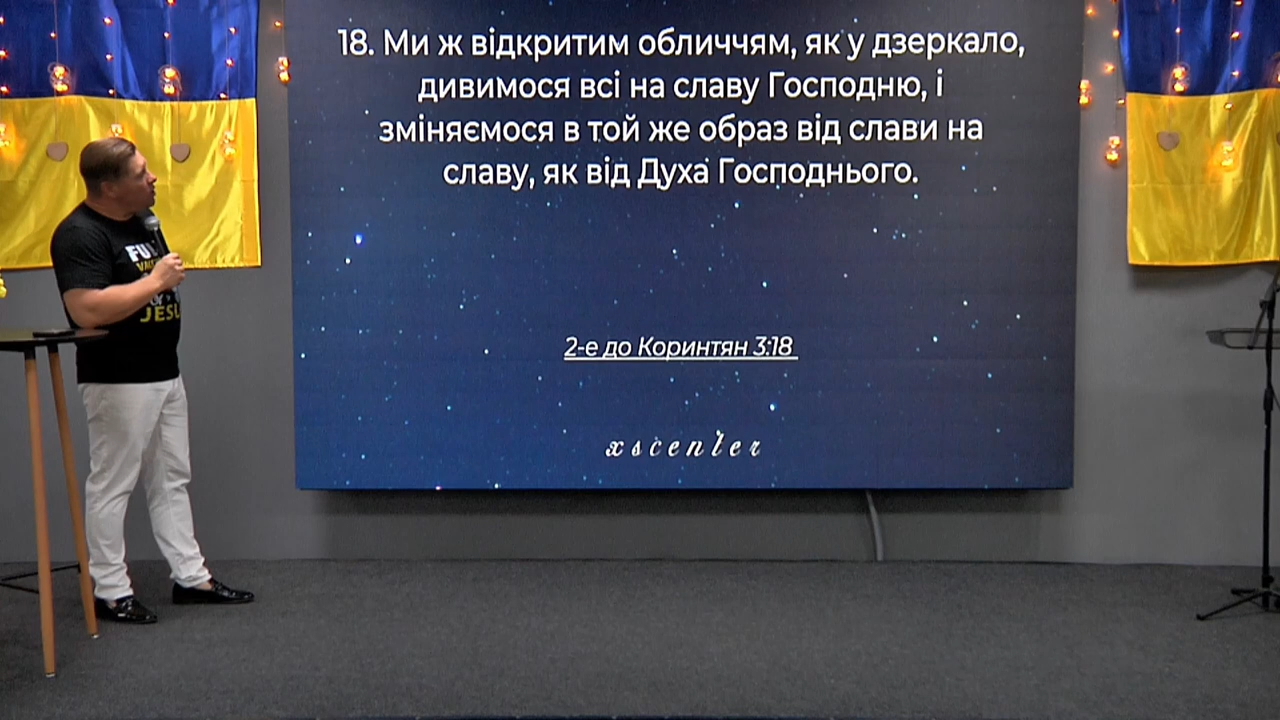 18. Ми ж відкритим обличчям, як у дзеркало,
дивимося всі на славу Господню, і
зміняємося в той же образ від слави на
славу, як від Духа Господнього.
2-е до Коринтян 3:18
xscenter
JESU